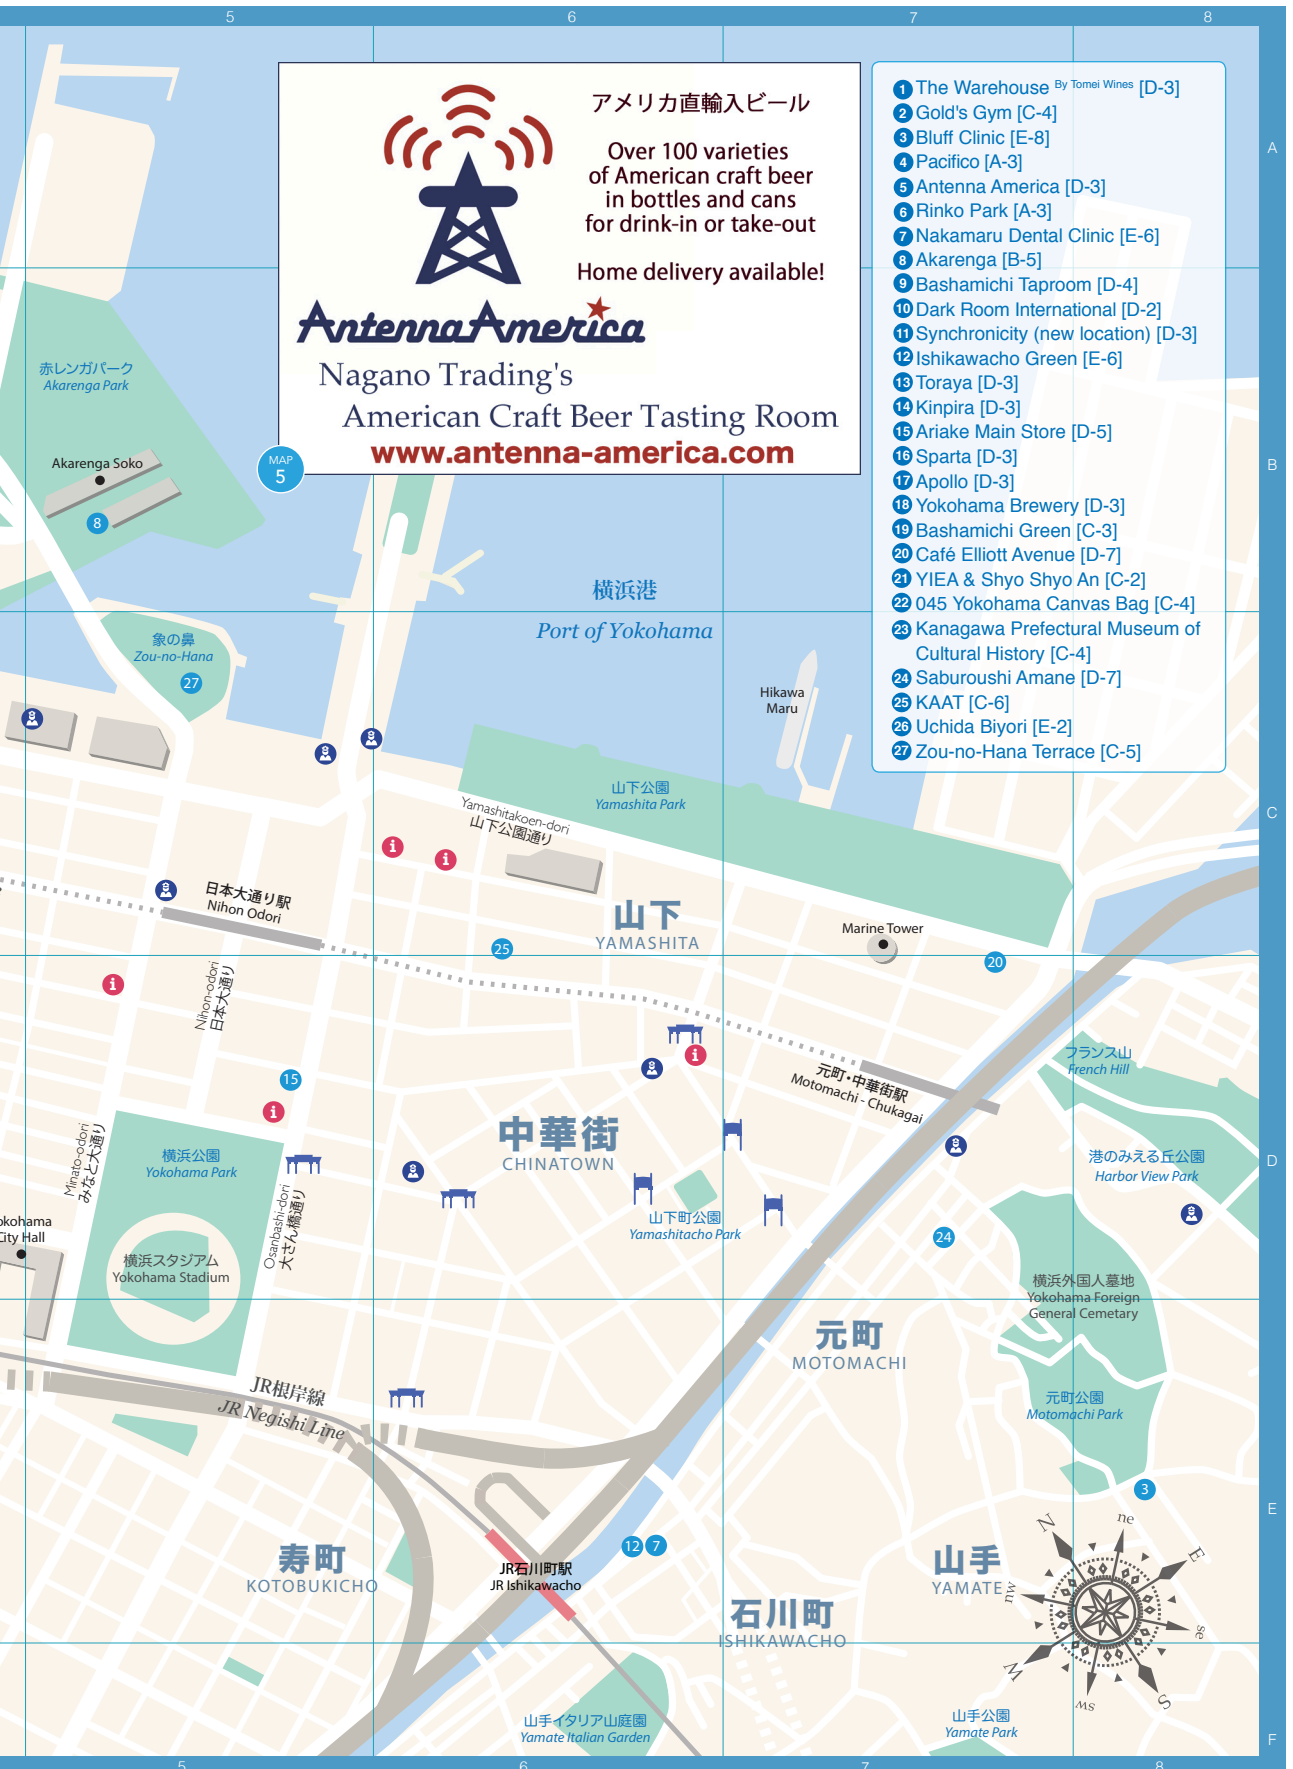 5 6 7 8
アメリカ直輸入ビール
Over 100 varieties
of American craft beer
in bottles and cans
for drink-in or take-out
Home delivery available!
Antenna America
Nagano Trading's
American Craft Beer Tasting Room
www.antenna-america.com
MAP
5
1 The Warehouse By Tomei Wines [D-3]
2 Gold's Gym [C-4]
3 Bluff Clinic [E-8]
4 Pacifico [A-3]
5 Antenna America [D-3]
6 Rinko Park [A-3]
7 Nakamaru Dental Clinic [E-6]
8 Akarenga [B-5]
9 Bashamichi Taproom [D-4]
10 Dark Room International [D-2]
11 Synchronicity (new location) [D-3]
12 Ishikawacho Green [E-6]
13 Toraya [D-3]
14 Kinpira [D-3]
15 Ariake Main Store [D-5]
16 Sparta [D-3]
17 Apollo [D-3]
18 Yokohama Brewery [D-3]
19 Bashamichi Green [C-3]
20 Café Elliott Avenue [D-7]
21 YIEA & Shyo Shyo An [C-2]
22 045 Yokohama Canvas Bag [C-4]
23 Kanagawa Prefectural Museum of
Cultural History [C-4]
24 Saburoushi Amane [D-7]
25 KAAT [C-6]
26 Uchida Biyori [E-2]
27 Zou-no-Hana Terrace [C-5]
A
B
C
D
E
F
赤レンガパーク
Akarenga Park
Akarenga Soko
8
横浜港
Port of Yokohama
象の鼻
Zou-no-Hana
27
Hikawa
Maru
山下公園
Yamashita Park
Yamashitakoen-dori
山下公園通り
i
i
日本大通り駅
Nihon Odori
山下
YAMASHITA
25
Marine Tower
20
i
Nihon-odori
日本大通り
i
フランス山
French Hill
15
i
元町・中華街駅
Motomachi - Chukagai
中華街
CHINATOWN
Minato-odori
みなと大通り
横浜公園
Yokohama Park
港のみえる丘公園
Harbor View Park
Osanbashi-dori
大さん橋通り
山下町公園
Yamashitacho Park
24
okohama
City Hall
横浜スタジアム
Yokohama Stadium
横浜外国人墓地
Yokohama Foreign
General Cemetary
元町
MOTOMACHI
JR根岸線
JR Negishi Line
元町公園
Motomachi Park
3
12 7
寿町
KOTOBUKICHO
JR石川町駅
JR Ishikawacho
山手
YAMATE
石川町
ISHIKAWACHO
N
ne
E
se
S
sw
W
nw
山手イタリア山庭園
Yamate Italian Garden
山手公園
Yamate Park
5 6 7 8